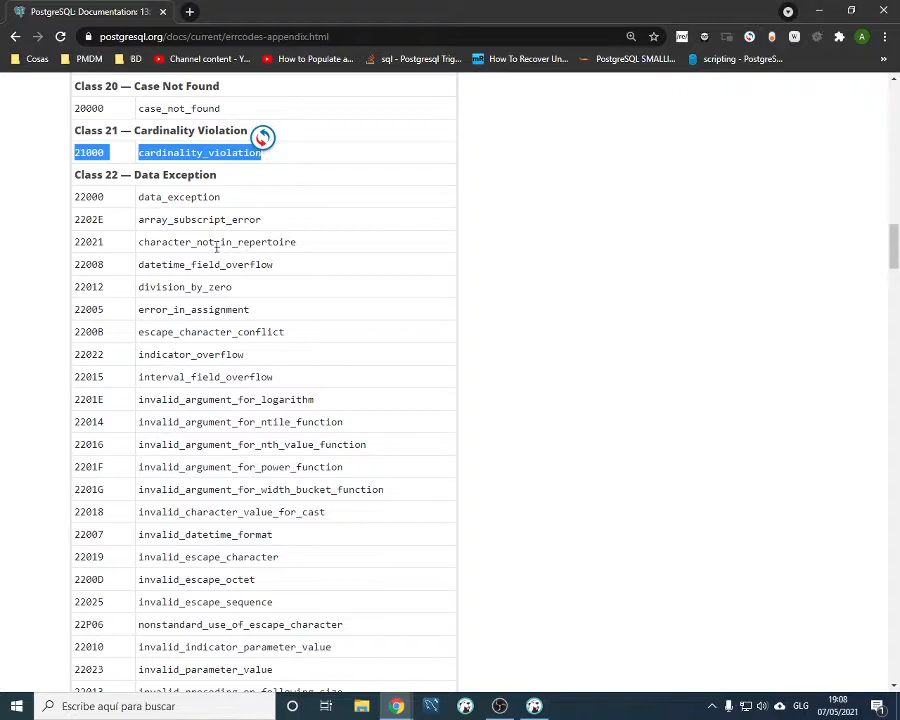 PostgreSQL: Documentation: 13:
postgresql.org/docs/current/errcodes-appendix.html
A
Cosas
PMDM
BD
Channel content - Y...
How to Populate a...
sql - Postgresql Trig...
How To Recover Un...
PostgreSQL SMALLI...
scripting - PostgreS...
»
Class 20 — Case Not Found
20000 case_not_found
Class 21 — Cardinality Violation
21000 cardinality_violation
Class 22 — Data Exception
22000 data_exception
2202E array_subscript_error
22021 character_not_in_repertoire
22008 datetime_field_overflow
22012 division_by_zero
22005 error_in_assignment
2200B escape_character_conflict
22022 indicator_overflow
22015 interval_field_overflow
2201E invalid_argument_for_logarithm
22014 invalid_argument_for_ntile_function
22016 invalid_argument_for_nth_value_function
2201F invalid_argument_for_power_function
2201G invalid_argument_for_width_bucket_function
22018 invalid_character_value_for_cast
22007 invalid_datetime_format
22019 invalid_escape_character
2200D invalid_escape_octet
22025 invalid_escape_sequence
22P06 nonstandard_use_of_escape_character
22010 invalid_indicator_parameter_value
22023 invalid_parameter_value
22013 invalid_preceding_or_following_size
Escribe aquí para buscar
GLG
19:08
07/05/2021